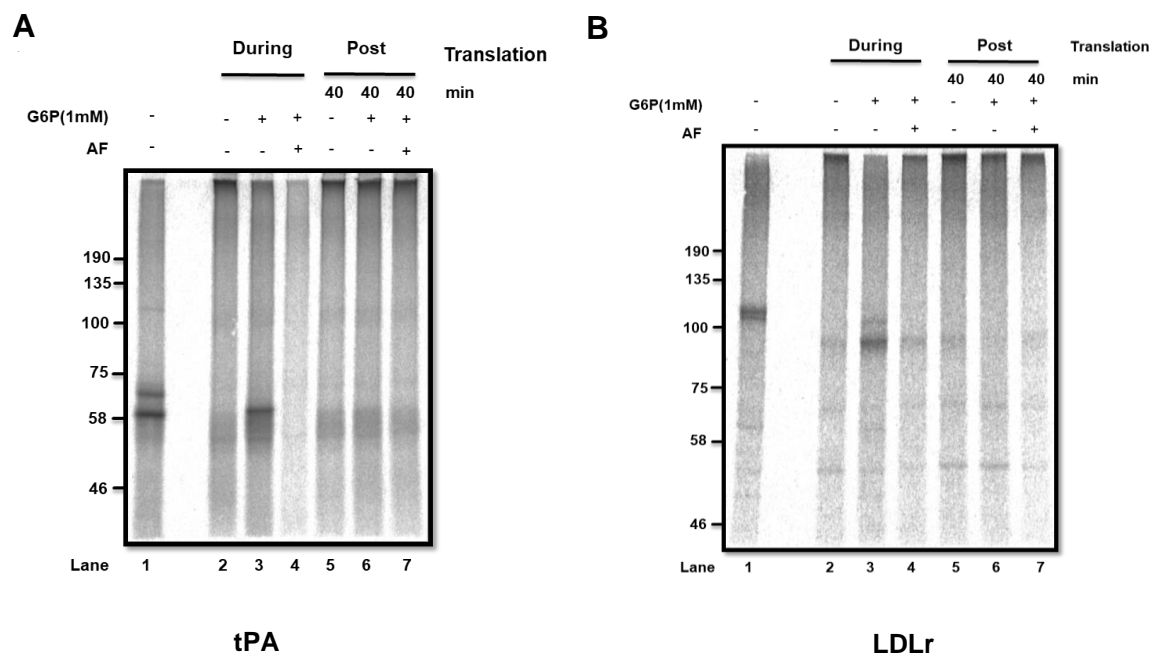 A
During Post Translation
40 40 40 min
G6P(1mM) - - + + - + +
AF - - - + - - +
190
135
100
75
58
46
Lane 1 2 3 4 5 6 7
tPA
B
During Post Translation
40 40 40 min
G6P(1mM) - - + + - + +
AF - - - + - - +
190
135
100
75
58
46
Lane 1 2 3 4 5 6 7
LDLr